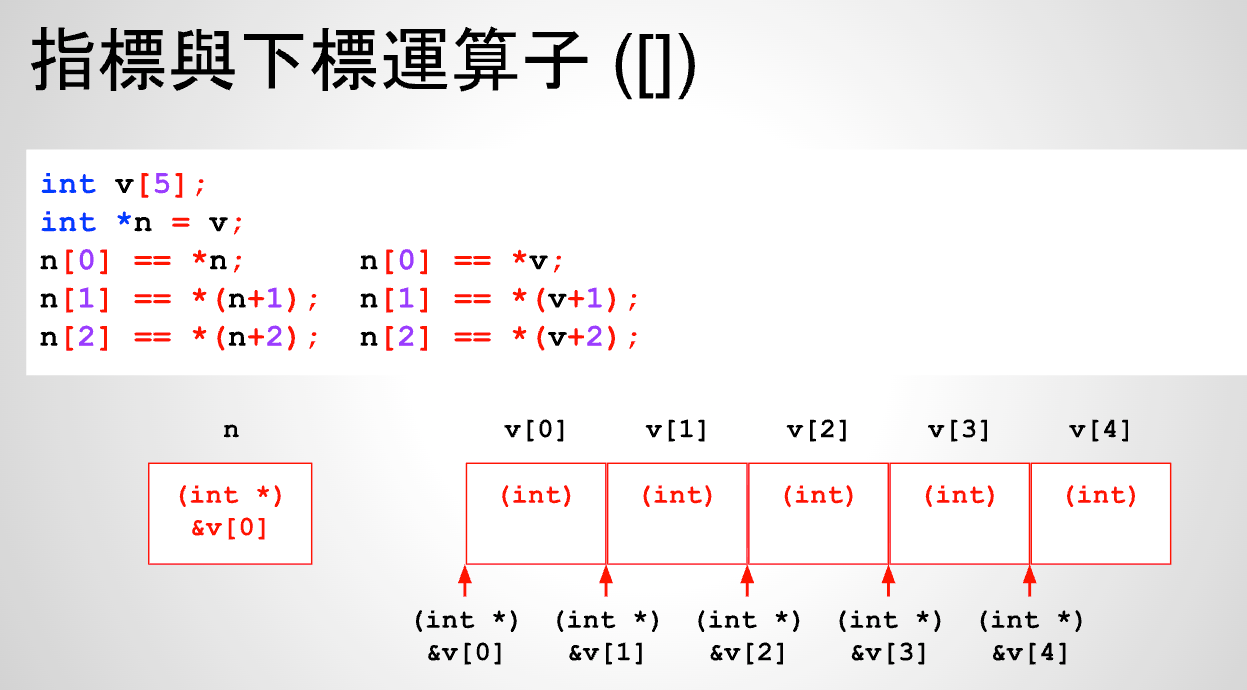 指標與下標運算子 ([])
int v[5];
int *n = v;
n[0] == *n;      n[0] == *v;
n[1] == *(n+1);  n[1] == *(v+1);
n[2] == *(n+2);  n[2] == *(v+2);
n v[0] v[1] v[2] v[3] v[4]
(int *) (int) (int) (int) (int) (int)
&v[0]
(int *) (int *) (int *) (int *) (int *)
&v[0] &v[1] &v[2] &v[3] &v[4]